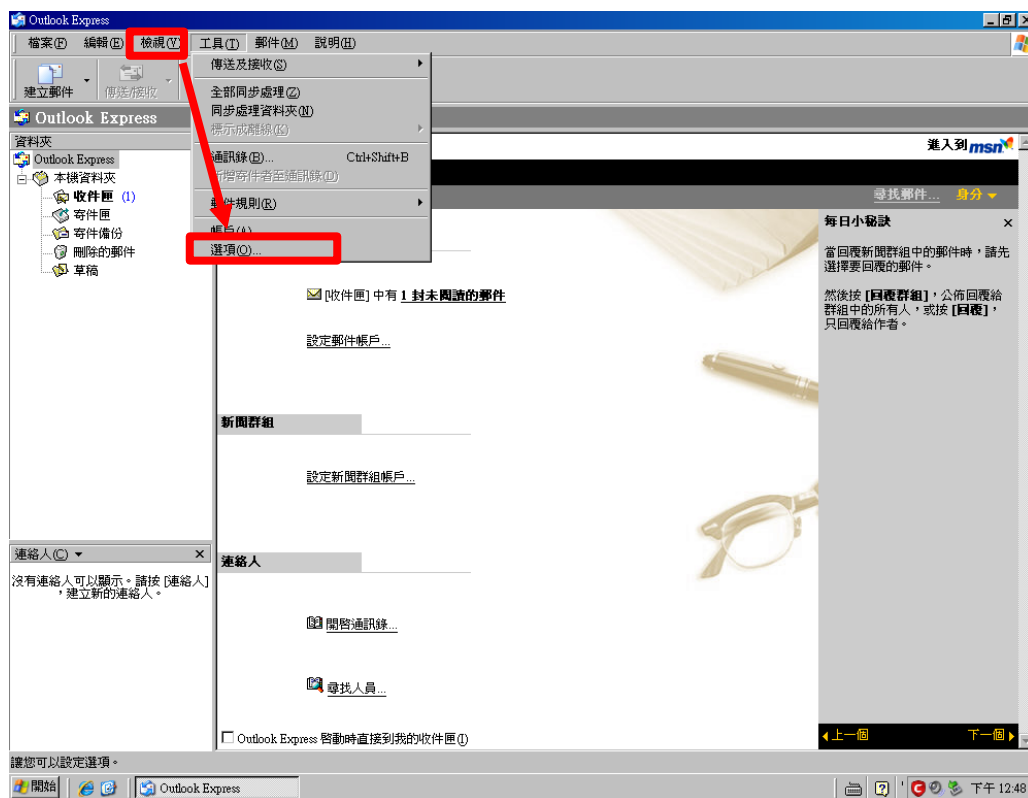 Outlook Express
檔案(F) 編輯(E) 檢視(V) 工具(T) 郵件(M) 說明(H)
建立郵件 傳送/接收
傳送及接收(S)
全部同步處理(Z)
同步處理資料夾(N)
標示成離線(K)
通訊錄(B)... Ctrl+Shift+B
新增寄件者至通訊錄(D)
郵件規則(R)
帳戶(A)...
選項(O)...
Outlook Express
資料夾
Outlook Express
本機資料夾
收件匣 (1)
寄件匣
寄件備份
刪除的郵件
草稿
進入到 msn
尋找郵件... 身分
[收件匣] 中有 1 封未閱讀的郵件
設定郵件帳戶...
新聞群組
設定新聞群組帳戶...
連絡人
開啟通訊錄...
尋找人員...
Outlook Express 啟動時直接到我的收件匣(I)
每日小秘訣 ×
當回覆新聞群組中的郵件時，請先
選擇要回覆的郵件。
然後按 [回覆群組]，公佈回覆給
群組中的所有人，或按 [回覆]，
只回覆給作者。
上一個 下一個
連絡人(C) ×
沒有連絡人可以顯示。請按 [連絡人]
，建立新的連絡人。
讓您可以設定選項。
開始 Outlook Express 下午 12:48